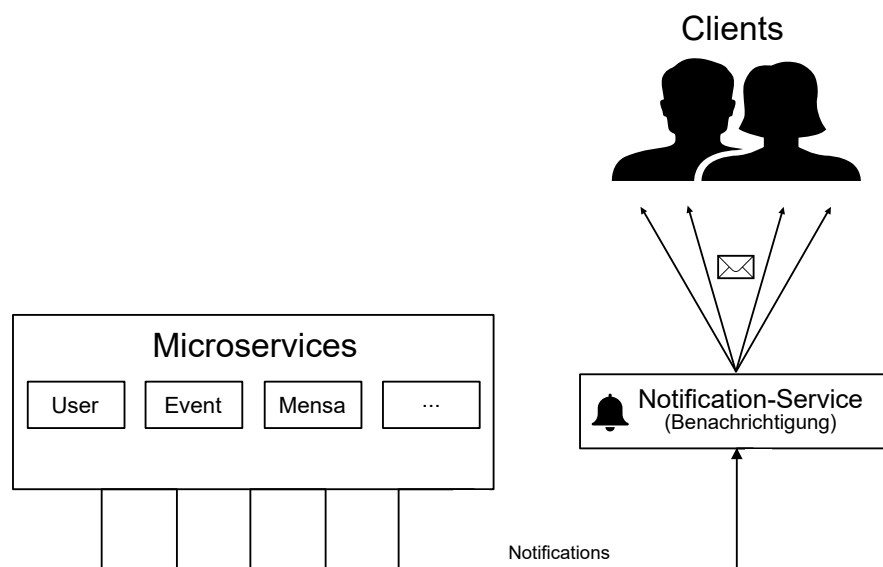 Clients
Microservices
User
Event
Mensa
...
Notification-Service
(Benachrichtigung)
Notifications